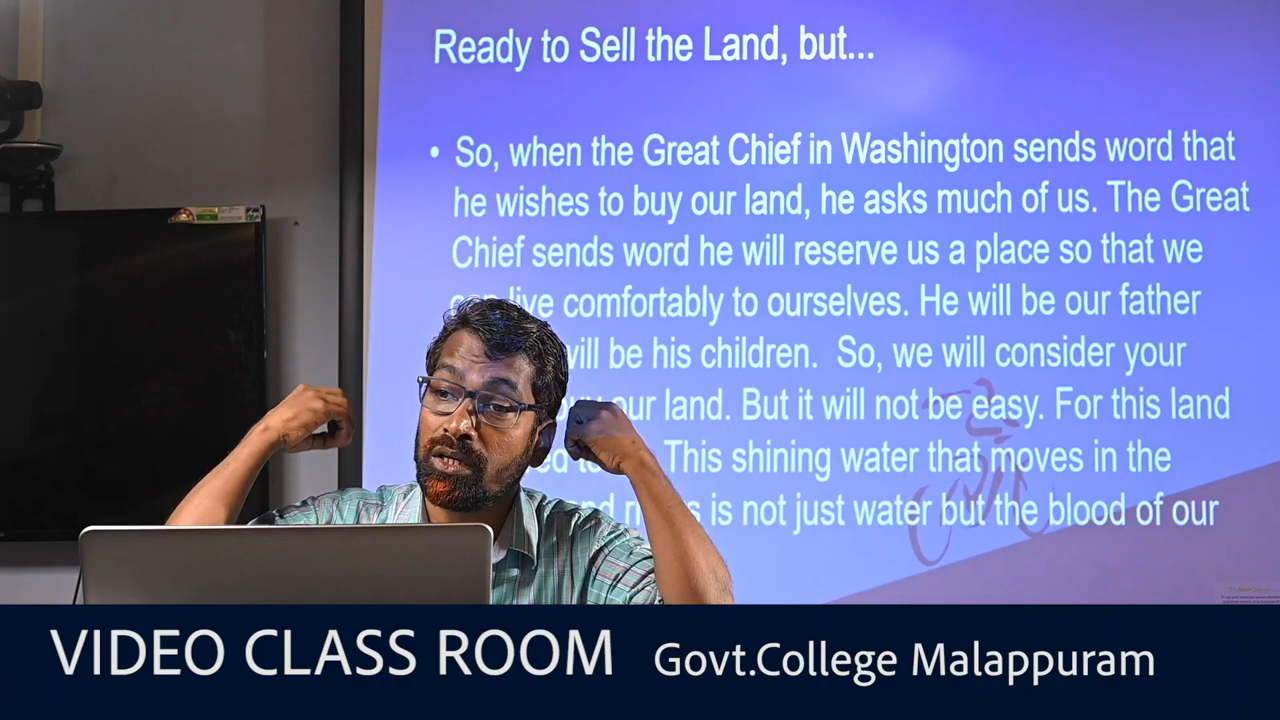 Ready to Sell the Land, but...
• So, when the Great Chief in Washington sends word that
he wishes to buy our land, he asks much of us. The Great
Chief sends word he will reserve us a place so that we
can live comfortably to ourselves. He will be our father
will be his children. So, we will consider your
our land. But it will not be easy. For this land
This shining water that moves in the
is not just water but the blood of our
VIDEO CLASS ROOM Govt.College Malappuram